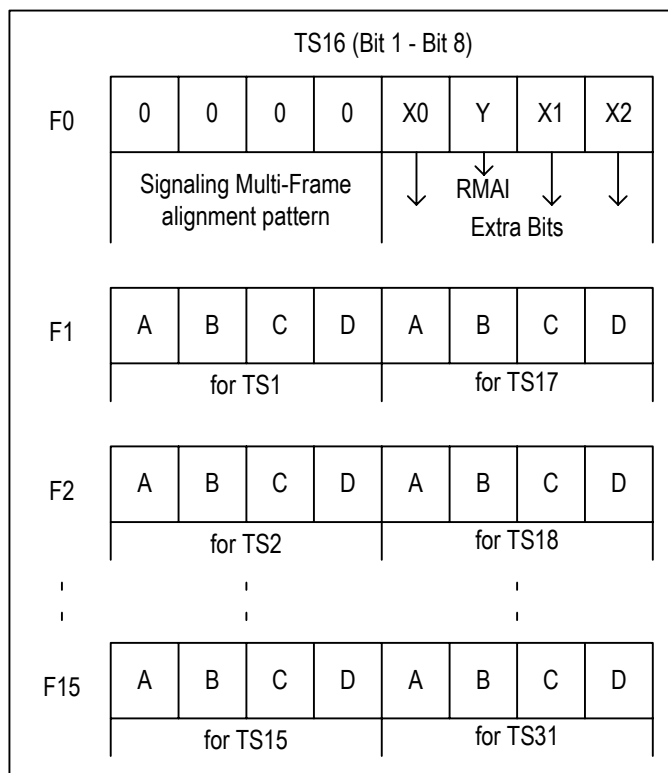 TS16 (Bit 1 - Bit 8)
F0 0 0 0 0 X0 Y X1 X2
Signaling Multi-Frame alignment pattern
RMAI
Extra Bits
F1 A B C D A B C D
for TS1 for TS17
F2 A B C D A B C D
for TS2 for TS18
F15 A B C D A B C D
for TS15 for TS31